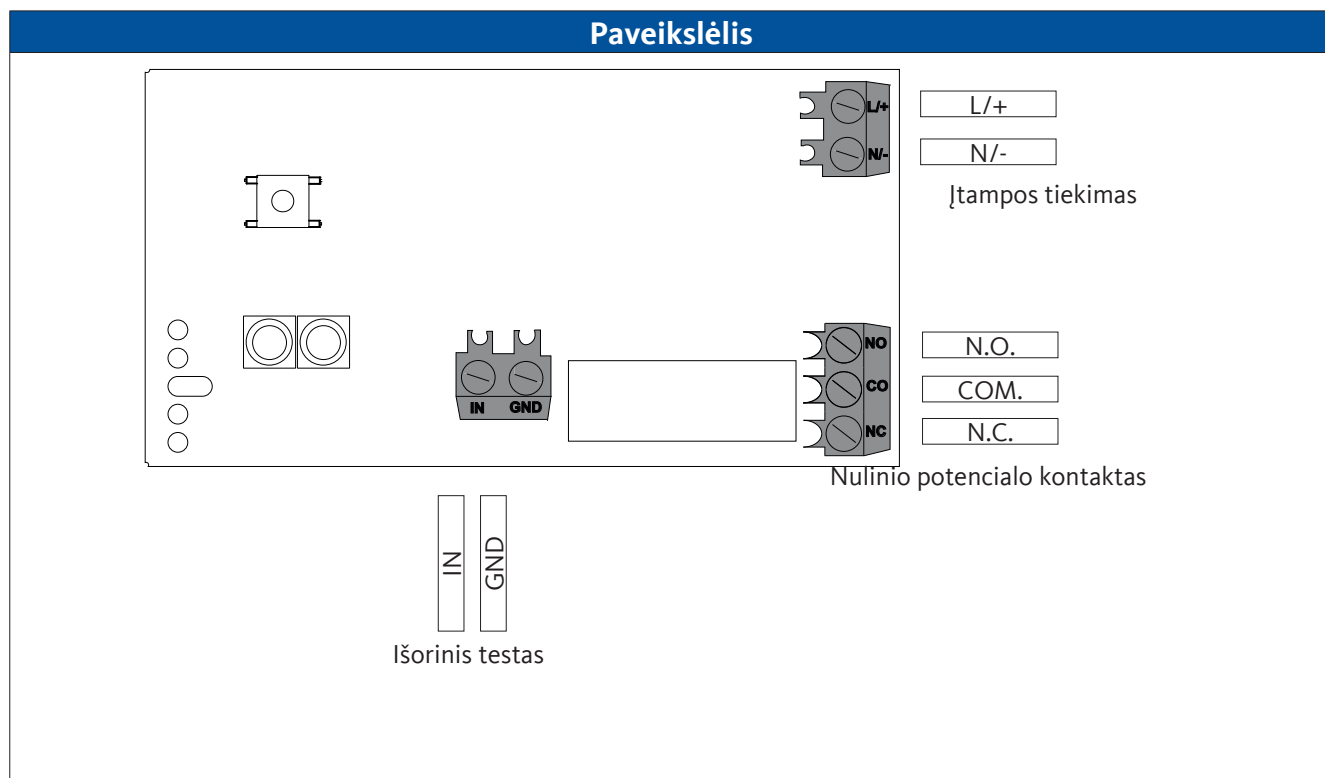 Paveikslėlis
L/+ L/+
N/- N/-
Įtampos tiekimas
NO N.O.
CO COM.
IN GND
NC N.C.
Nulinio potencialo kontaktas
IN
GND
Išorinis testas